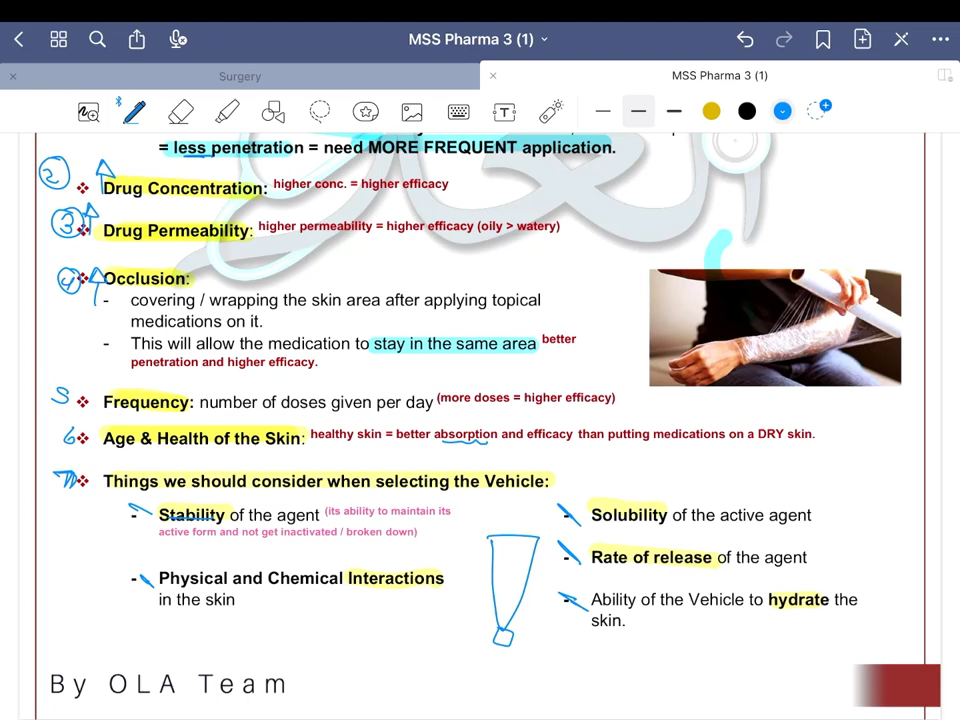 MSS Pharma 3 (1)
Surgery
MSS Pharma 3 (1)
= less penetration = need MORE FREQUENT application.
2 ❖ Drug Concentration: higher conc. = higher efficacy
3 ❖ Drug Permeability: higher permeability = higher efficacy (oily > watery)
4 ❖ Occlusion:
- covering / wrapping the skin area after applying topical
medications on it.
- This will allow the medication to stay in the same area better
penetration and higher efficacy.
5 ❖ Frequency: number of doses given per day (more doses = higher efficacy)
6 ❖ Age & Health of the Skin: healthy skin = better absorption and efficacy than putting medications on a DRY skin.
7 ❖ Things we should consider when selecting the Vehicle:
- Stability of the agent (its ability to maintain its
active form and not get inactivated / broken down)
- Physical and Chemical Interactions
in the skin
- Solubility of the active agent
- Rate of release of the agent
- Ability of the Vehicle to hydrate the
skin.
By OLA Team